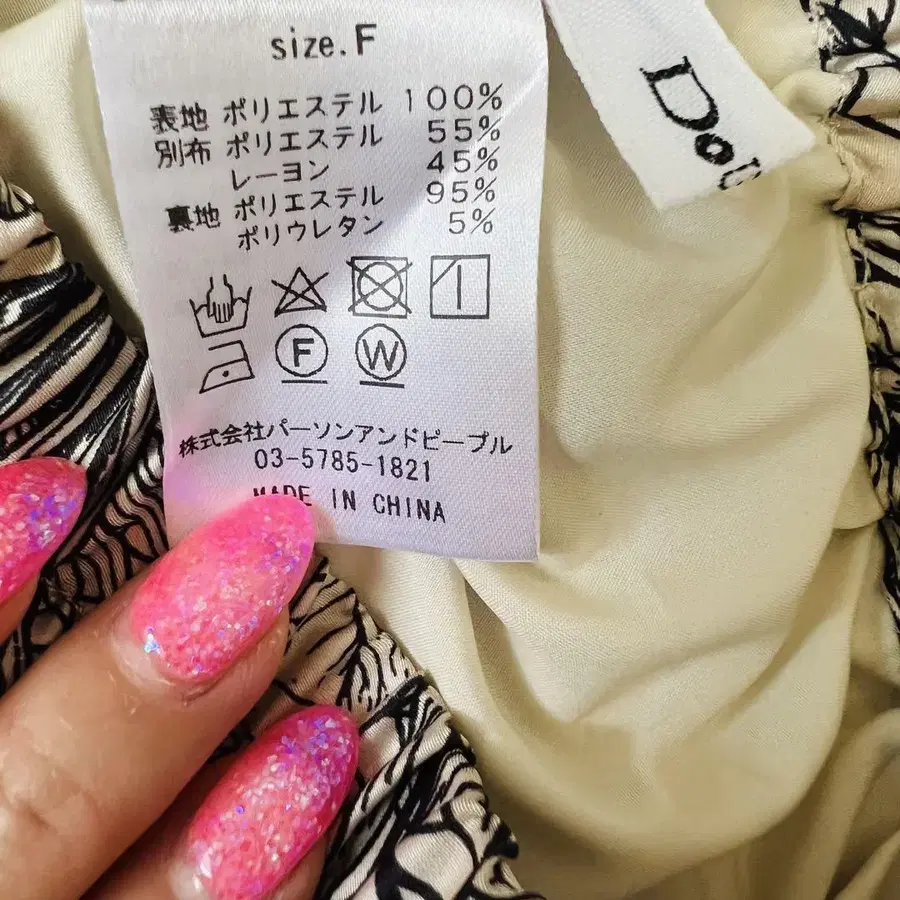 size.F
表地 ポリエステル 100%
別布 ポリエステル 55%
レーヨン 45%
裏地 ポリエステル 95%
ポリウレタン 5%
F W
株式会社パーソンアンドピープル
03-5785-1821
MADE IN CHINA